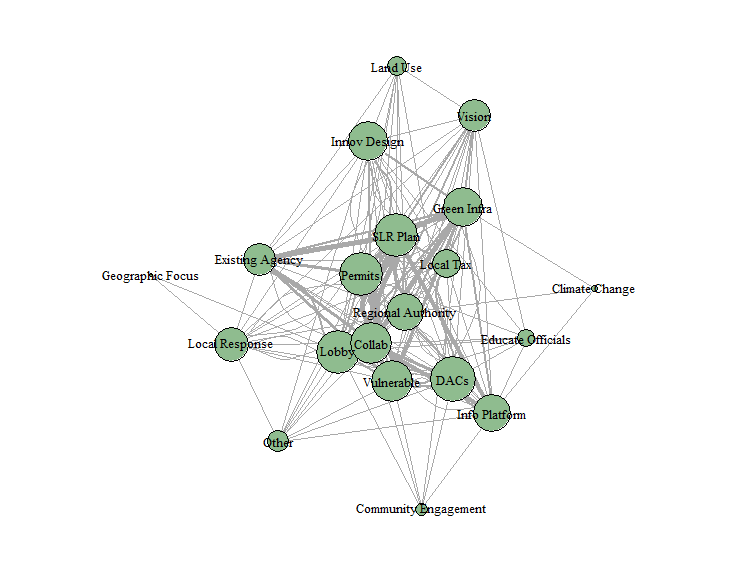 Land Use
Vision
Innov Design
Green Infra
SLR Plan
Existing Agency
Local Tax
Permits
Geographic Focus
Climate Change
Regional Authority
Educate Officials
Local Response
Collab
Lobby
Vulnerable
DACs
Info Platform
Other
Community Engagement